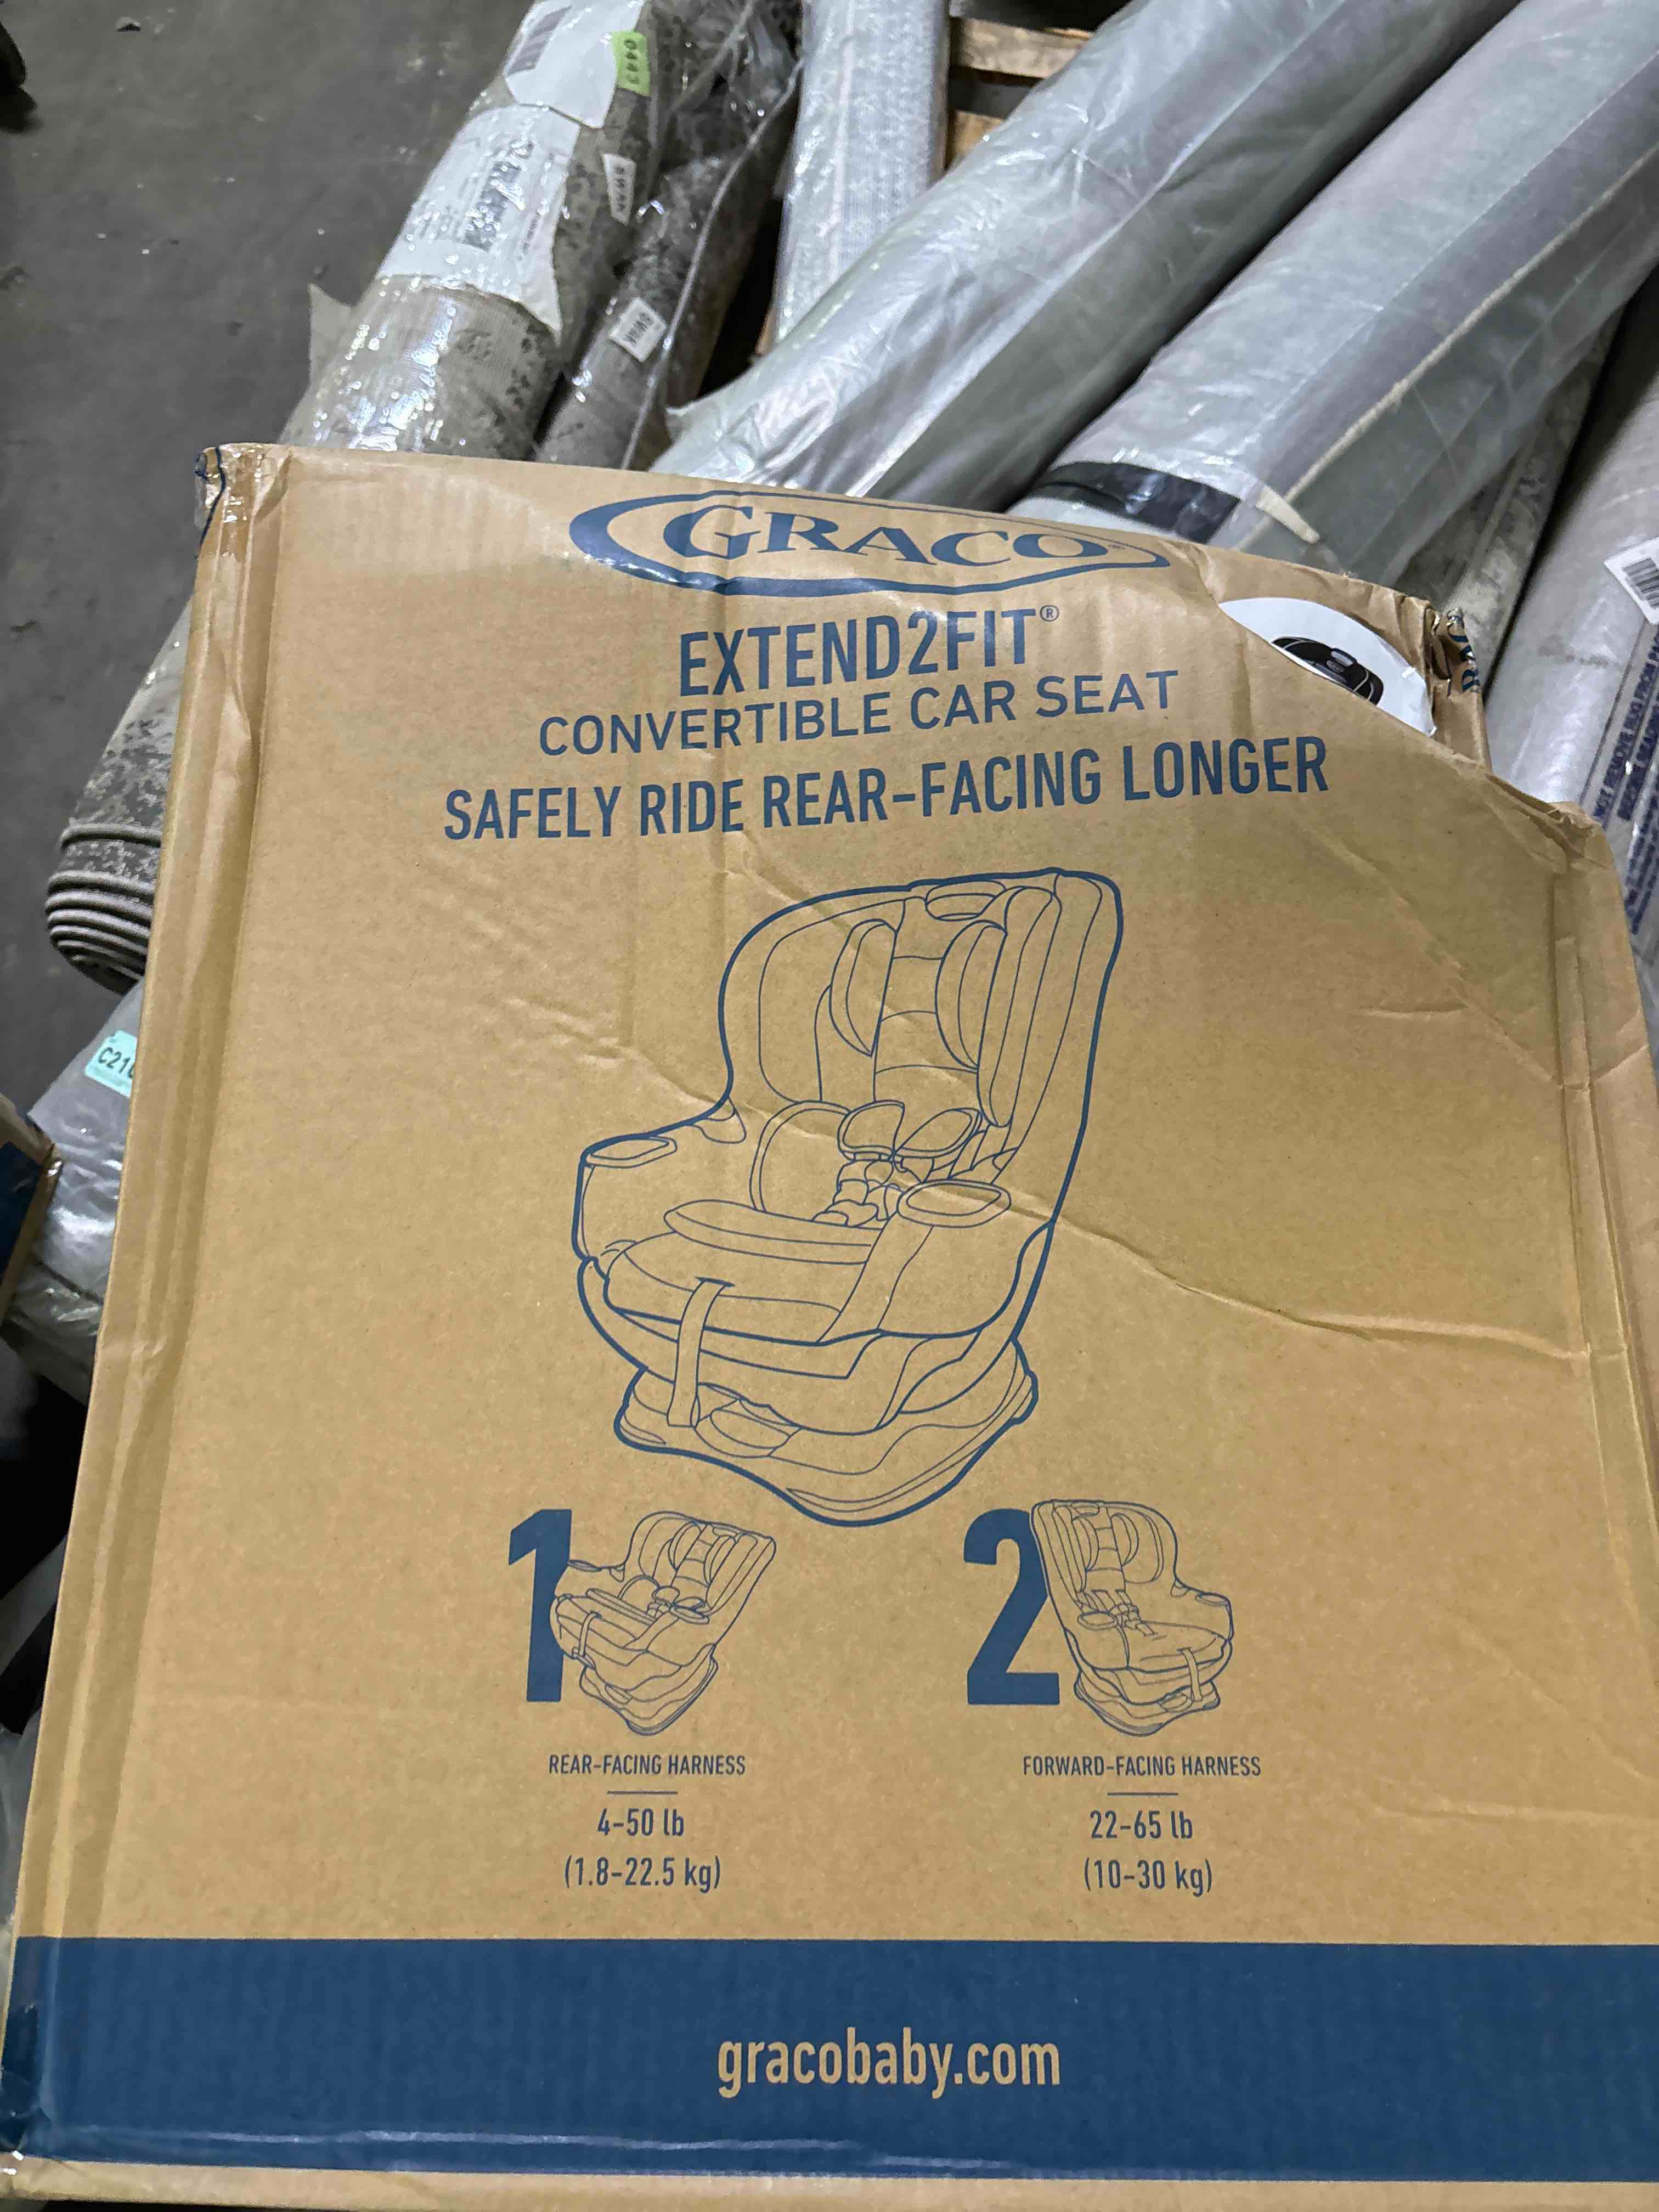 0443
GRACO®
EXTEND2FIT®
CONVERTIBLE CAR SEAT
SAFELY RIDE REAR-FACING LONGER
1
2
REAR-FACING HARNESS
4-50 lb
(1.8-22.5 kg)
FORWARD-FACING HARNESS
22-65 lb
(10-30 kg)
gracobaby.com